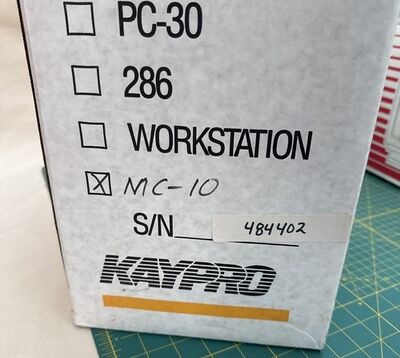 PC-30
286
WORKSTATION
MC-10
S/N 484402
KAYPRO